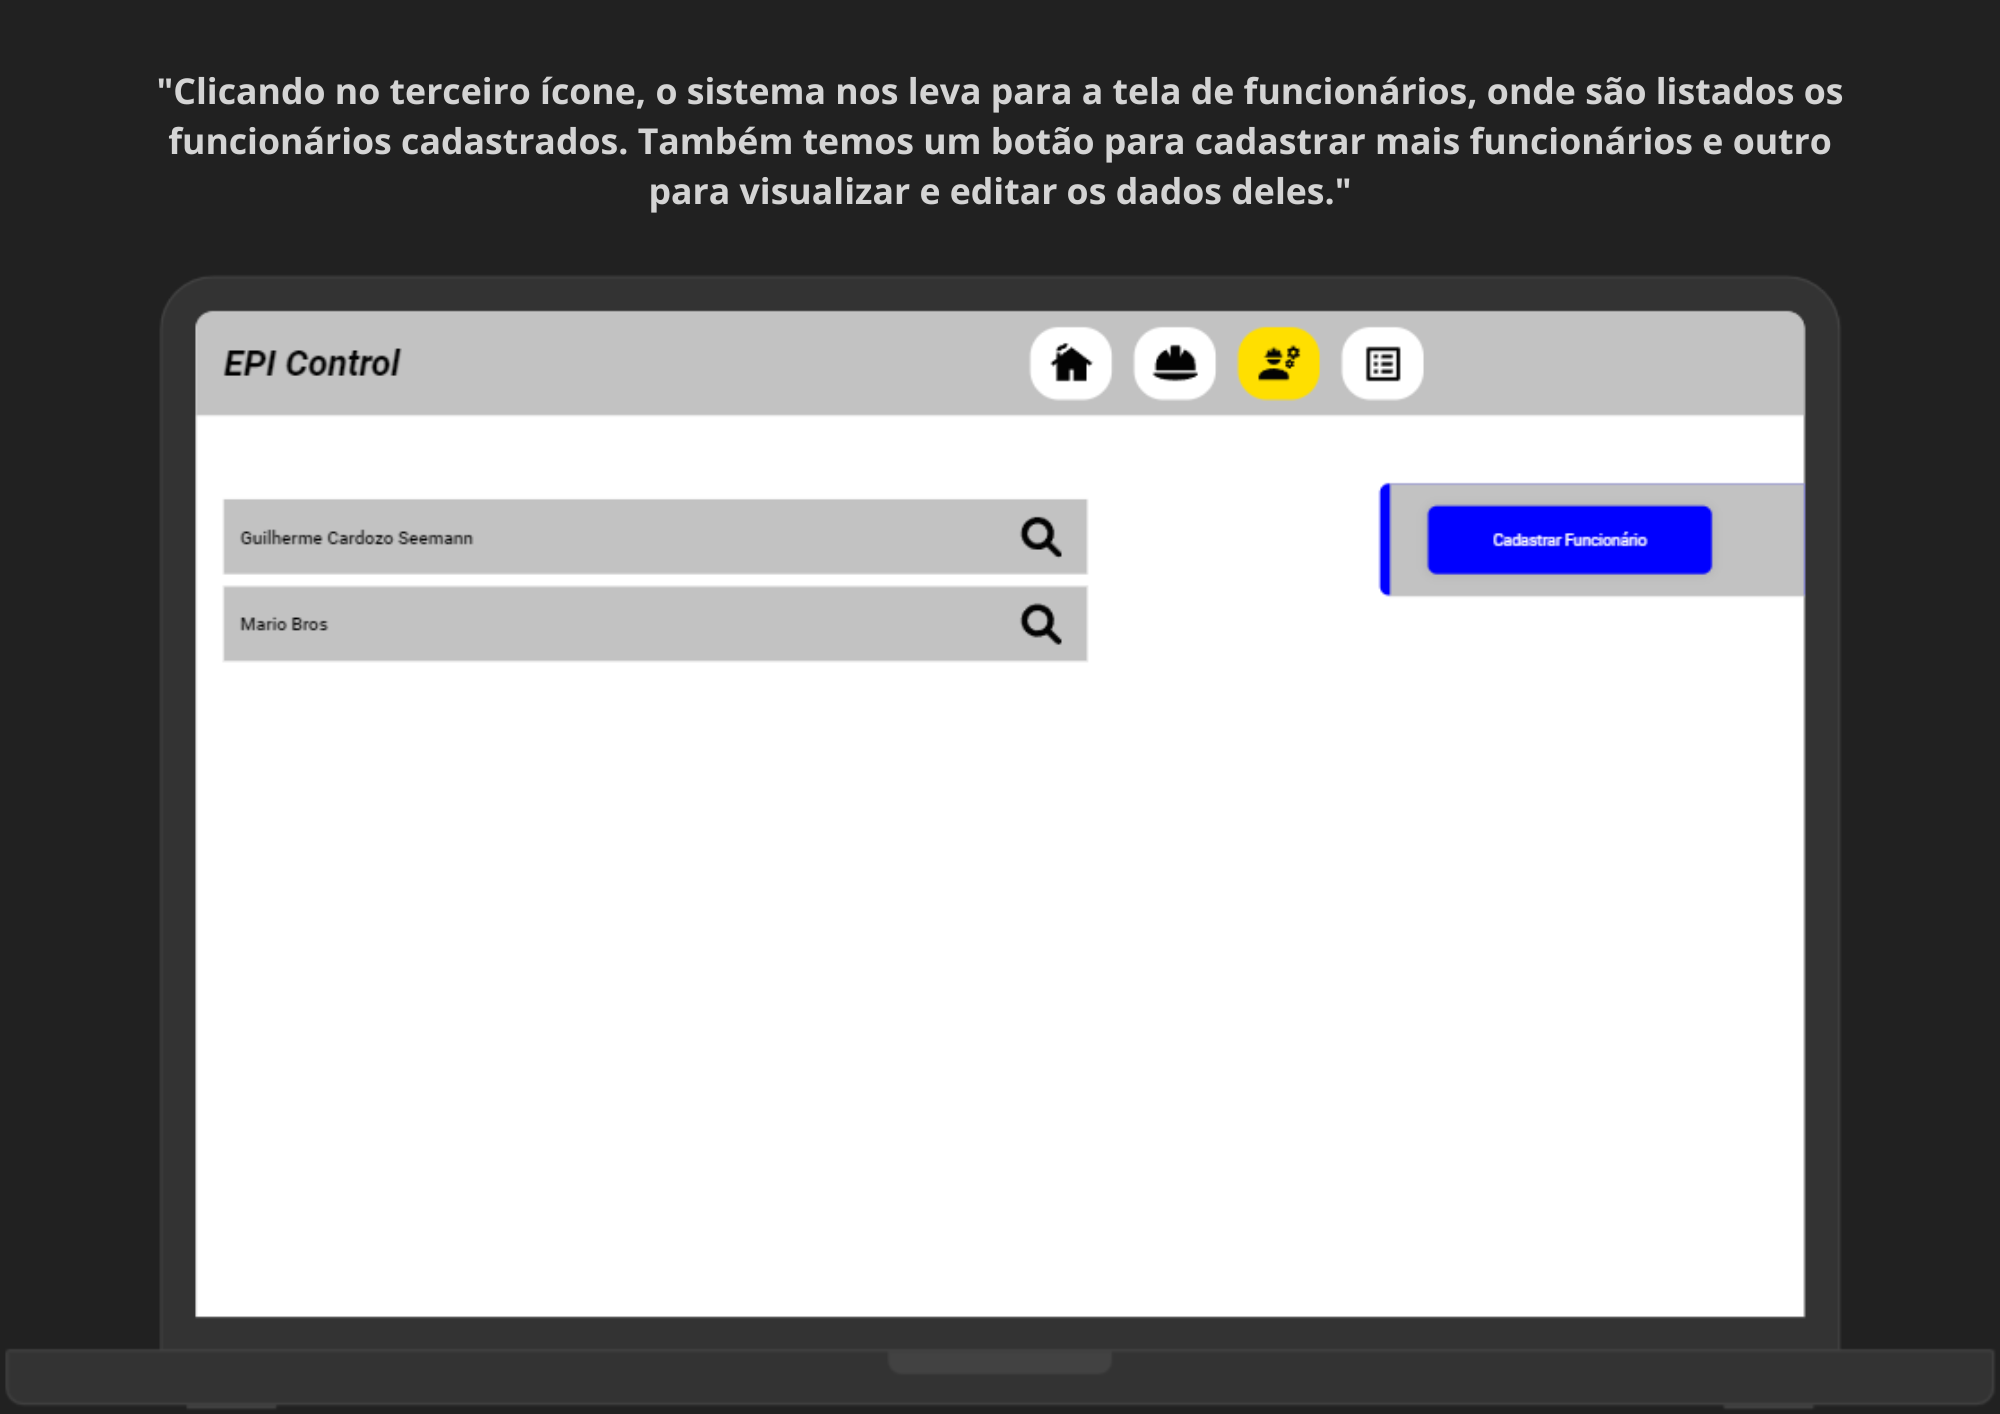 "Clicando no terceiro ícone, o sistema nos leva para a tela de funcionários, onde são listados os
funcionários cadastrados. Também temos um botão para cadastrar mais funcionários e outro
para visualizar e editar os dados deles."
EPI Control
Guilherme Cardozo Seemann
Cadastrar Funcionário
Mario Bros